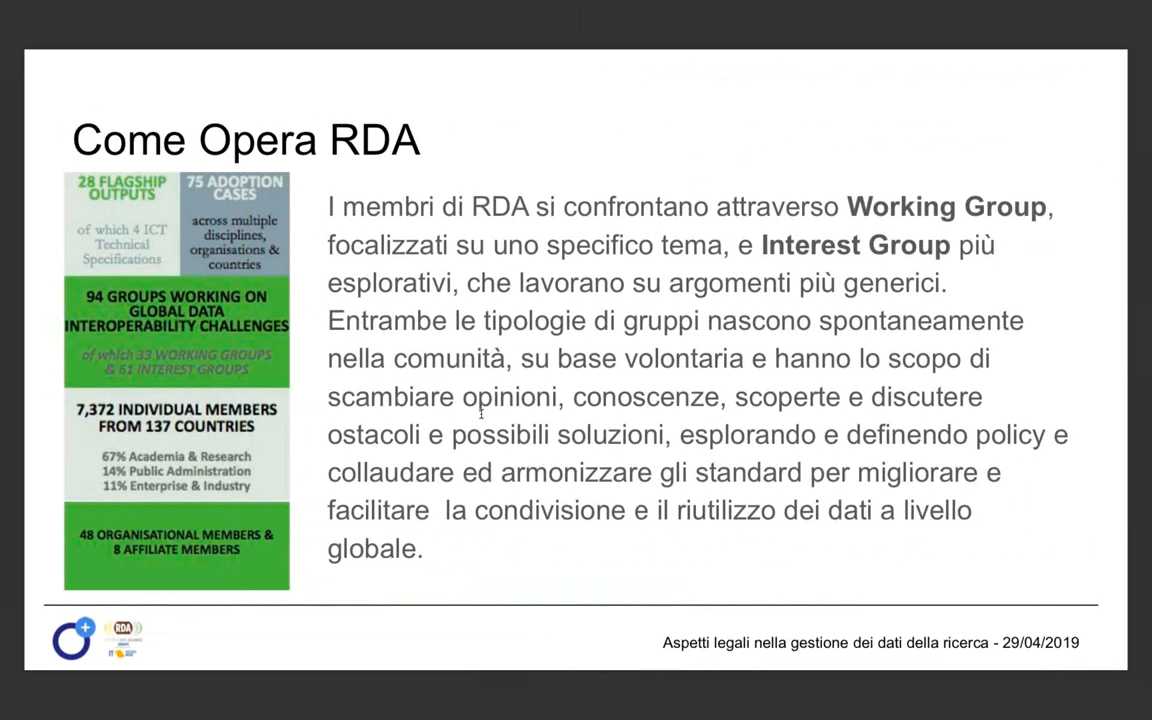 Come Opera RDA
28 FLAGSHIP
OUTPUTS
of which 4 ICT
Technical
Specifications
75 ADOPTION
CASES
across multiple
disciplines,
organisations &
countries
94 GROUPS WORKING ON
GLOBAL DATA
INTEROPERABILITY CHALLENGES
of which 33 WORKING GROUPS
& 61 INTEREST GROUPS
7,372 INDIVIDUAL MEMBERS
FROM 137 COUNTRIES
67% Academia & Research
14% Public Administration
11% Enterprise & Industry
48 ORGANISATIONAL MEMBERS &
8 AFFILIATE MEMBERS
I membri di RDA si confrontano attraverso Working Group,
focalizzati su uno specifico tema, e Interest Group più
esplorativi, che lavorano su argomenti più generici.
Entrambe le tipologie di gruppi nascono spontaneamente
nella comunità, su base volontaria e hanno lo scopo di
scambiare opinioni, conoscenze, scoperte e discutere
ostacoli e possibili soluzioni, esplorando e definendo policy e
collaudare ed armonizzare gli standard per migliorare e
facilitare  la condivisione e il riutilizzo dei dati a livello
globale.
RDA
IT
Aspetti legali nella gestione dei dati della ricerca - 29/04/2019